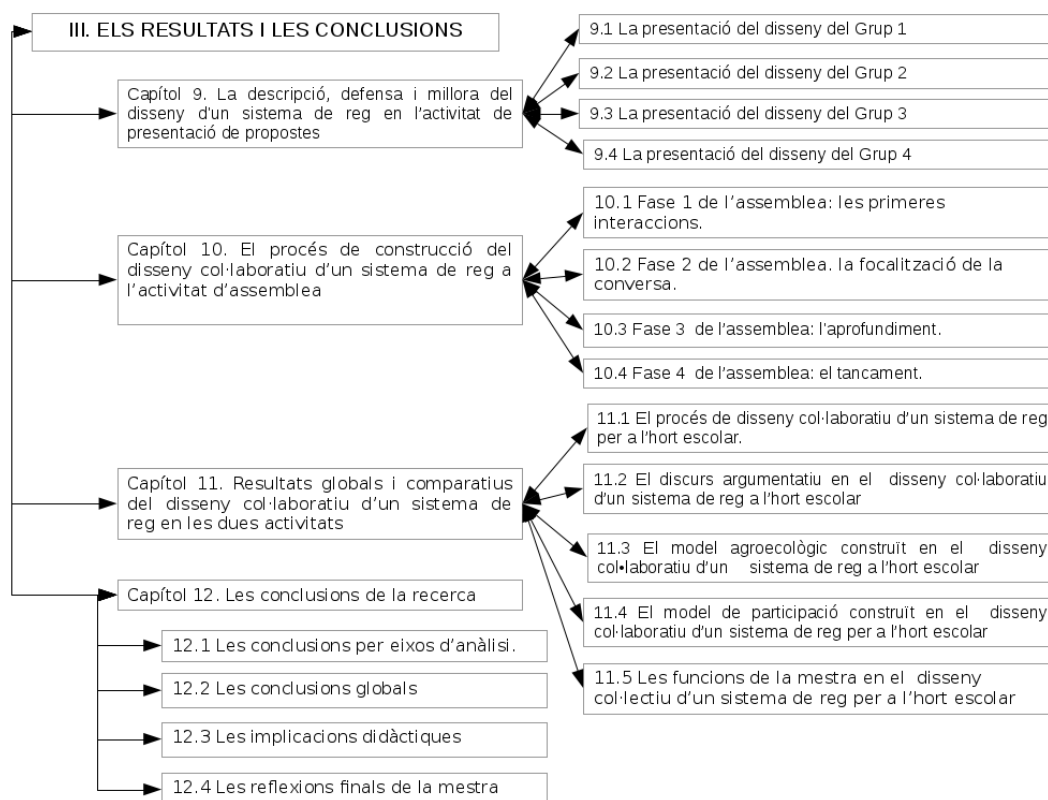 III. ELS RESULTATS I LES CONCLUSIONS
Capítol 9. La descripció, defensa i millora del
disseny d'un sistema de reg en l'activitat de
presentació de propostes
9.1 La presentació del disseny del Grup 1
9.2 La presentació del disseny del Grup 2
9.3 La presentació del disseny del Grup 3
9.4 La presentació del disseny del Grup 4
Capítol 10. El procés de construcció del
disseny col·laboratiu d'un sistema de reg a
l'activitat d'assemblea
10.1 Fase 1 de l'assemblea: les primeres
interaccions.
10.2 Fase 2 de l'assemblea. la focalització de la
conversa.
10.3 Fase 3 de l'assemblea: l'aprofundiment.
10.4 Fase 4 de l'assemblea: el tancament.
Capítol 11. Resultats globals i comparatius
del disseny col·laboratiu d'un sistema de
reg en les dues activitats
11.1 El procés de disseny col·laboratiu d'un sistema de reg
per a l'hort escolar.
11.2 El discurs argumentatiu en el disseny col·laboratiu
d'un sistema de reg a l'hort escolar
11.3 El model agroecològic construït en el disseny
col•laboratiu d'un sistema de reg a l'hort escolar
11.4 El model de participació construït en el disseny
col·laboratiu d'un sistema de reg per a l'hort escolar
11.5 Les funcions de la mestra en el disseny
col·lectiu d'un sistema de reg per a l'hort escolar
Capítol 12. Les conclusions de la recerca
12.1 Les conclusions per eixos d'anàlisi.
12.2 Les conclusions globals
12.3 Les implicacions didàctiques
12.4 Les reflexions finals de la mestra